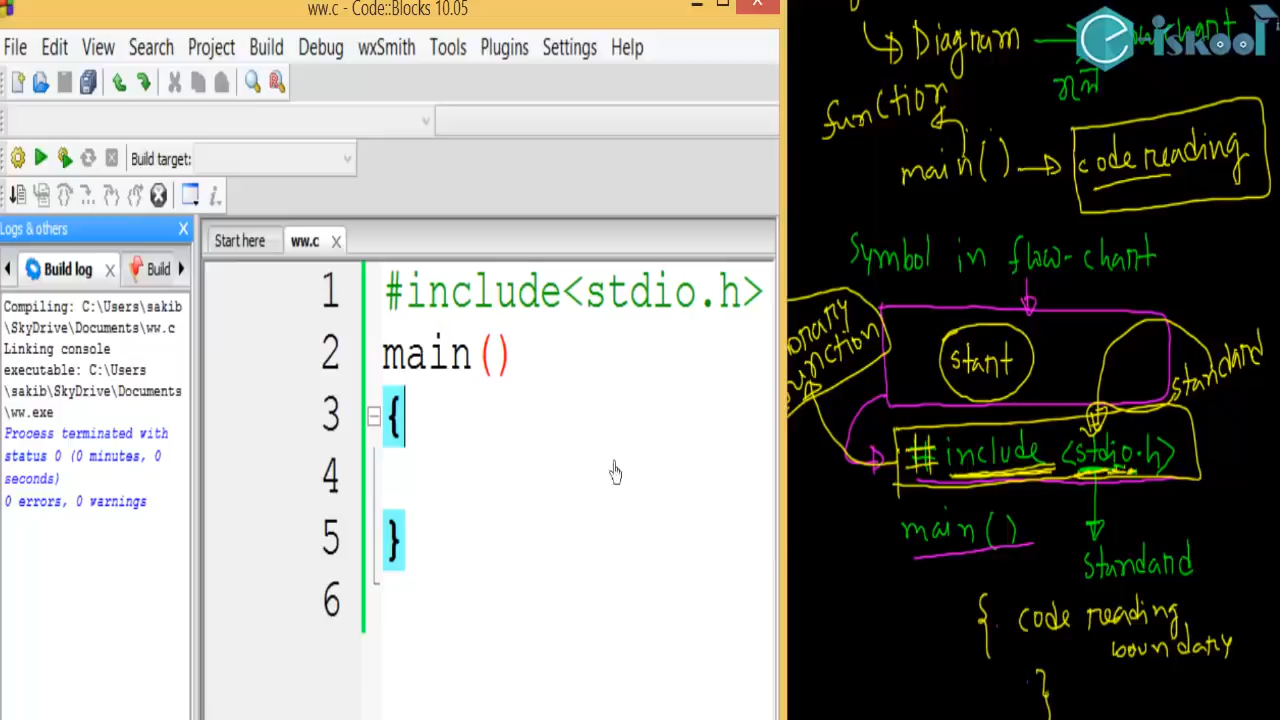 ww.c - Code::Blocks 10.05
File Edit View Search Project Build Debug wxSmith Tools Plugins Settings Help
Build target:
Logs & others
Start here ww.c
Build log Build
Compiling: C:\Users\sakib
\SkyDrive\Documents\ww.c
Linking console
executable: C:\Users
\sakib\SkyDrive\Documents
\ww.exe
Process terminated with
status 0 (0 minutes, 0
seconds)
0 errors, 0 warnings
1 #include<stdio.h>
2 main()
3 {
4
5 }
6
iskool
Diagram
function
main() code reading
Symbol in flow-chart
start
standard
# include <stdio.h>
main()
standard
{ code reading
boundary
}